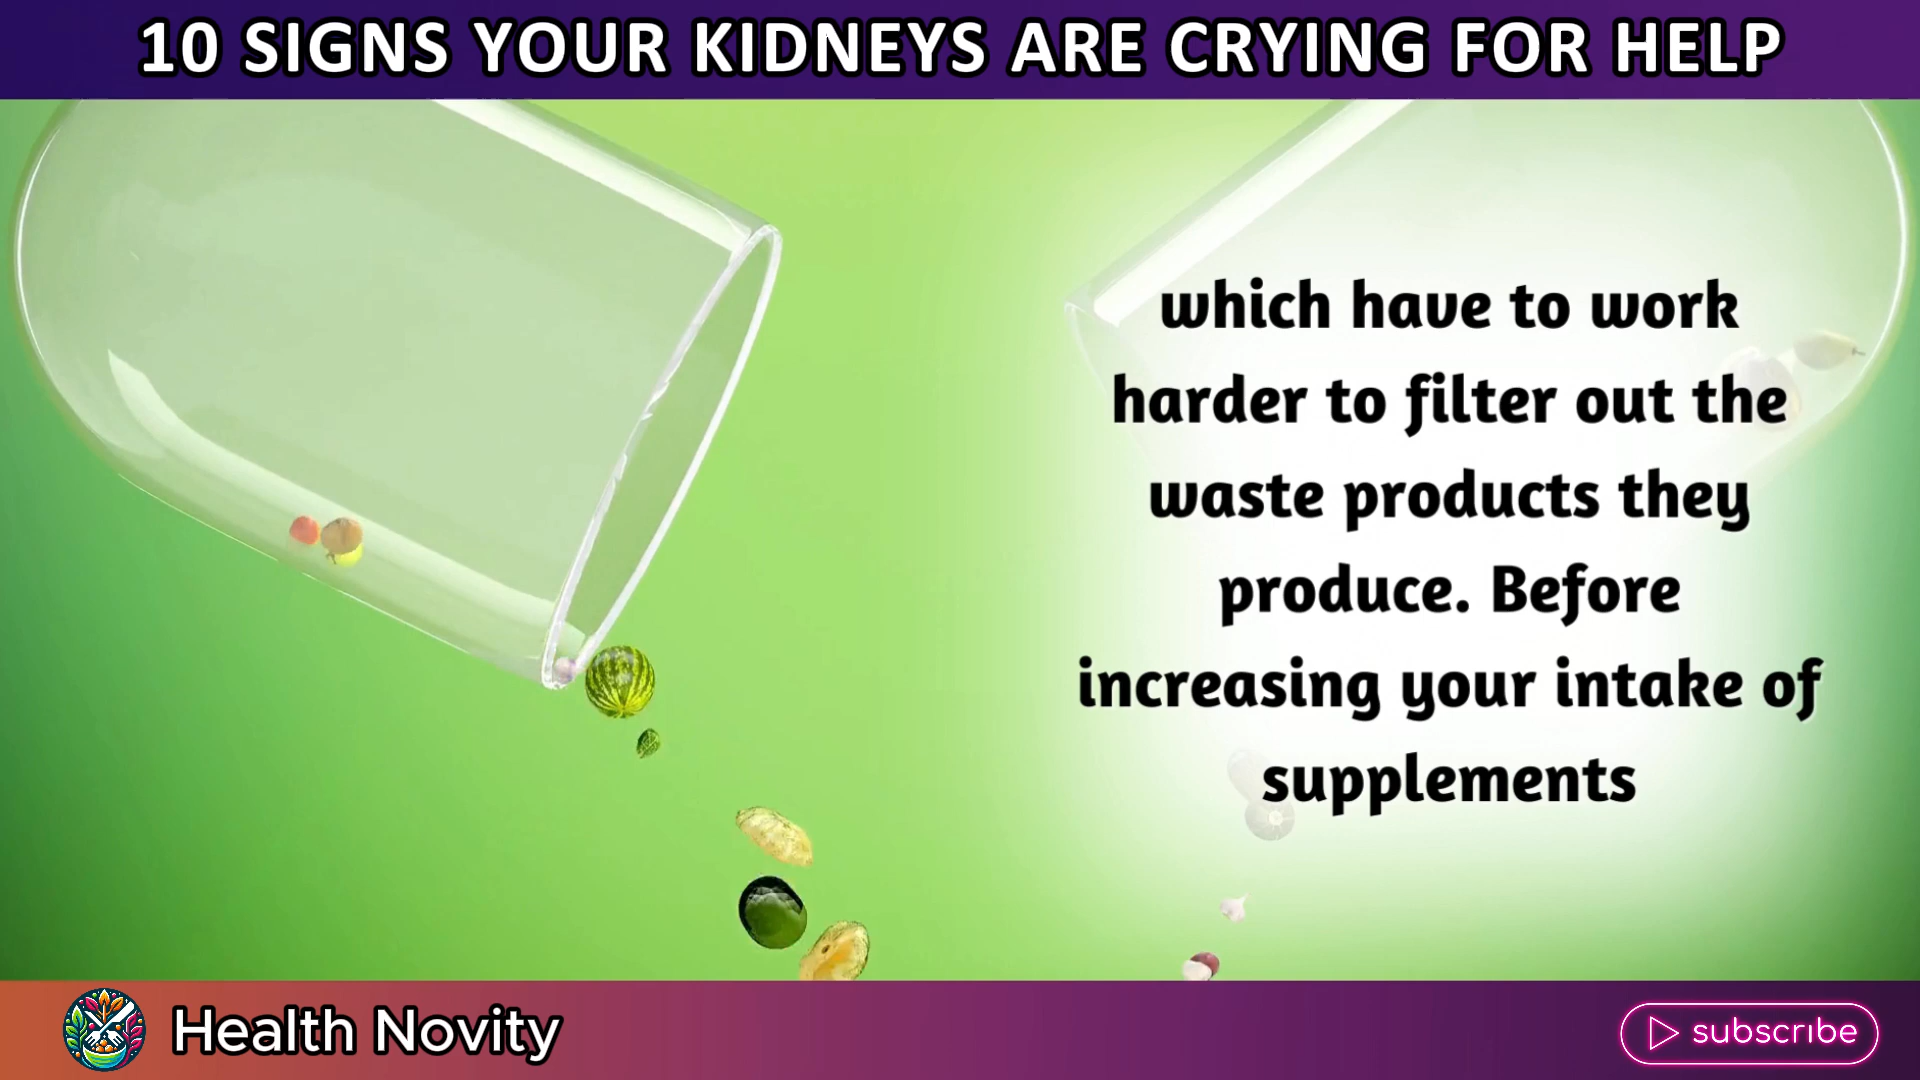 10 SIGNS YOUR KIDNEYS ARE CRYING FOR HELP
which have to work
harder to filter out the
waste products they
produce. Before
increasing your intake of
supplements
Health Novity
subscribe